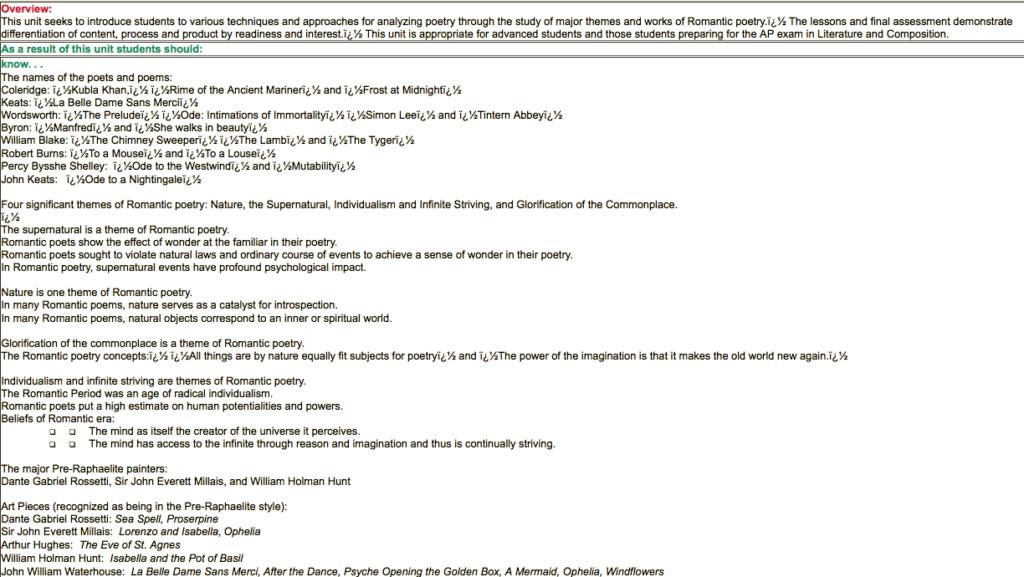 Overview:
This unit seeks to introduce students to various techniques and approaches for analyzing poetry through the study of major themes and works of Romantic poetry.ï¿½ The lessons and final assessment demonstrate
differentiation of content, process and product by readiness and interest.ï¿½ This unit is appropriate for advanced students and those students preparing for the AP exam in Literature and Composition.
As a result of this unit students should:
know. . .
The names of the poets and poems:
Coleridge: ï¿½Kubla Khan,ï¿½ ï¿½Rime of the Ancient Marinerï¿½ and ï¿½Frost at Midnightï¿½
Keats: ï¿½La Belle Dame Sans Merciï¿½
Wordsworth: ï¿½The Preludeï¿½ ï¿½Ode: Intimations of Immortalityï¿½ ï¿½Simon Leeï¿½ and ï¿½Tintern Abbeyï¿½
Byron: ï¿½Manfredï¿½ and ï¿½She walks in beautyï¿½
William Blake: ï¿½The Chimney Sweeperï¿½ ï¿½The Lambï¿½ and ï¿½The Tygerï¿½
Robert Burns: ï¿½To a Mouseï¿½ and ï¿½To a Louseï¿½
Percy Bysshe Shelley: ï¿½Ode to the Westwindï¿½ and ï¿½Mutabilityï¿½
John Keats: ï¿½Ode to a Nightingaleï¿½
Four significant themes of Romantic poetry: Nature, the Supernatural, Individualism and Infinite Striving, and Glorification of the Commonplace.
ï¿½
The supernatural is a theme of Romantic poetry.
Romantic poets show the effect of wonder at the familiar in their poetry.
Romantic poets sought to violate natural laws and ordinary course of events to achieve a sense of wonder in their poetry.
In Romantic poetry, supernatural events have profound psychological impact.
Nature is one theme of Romantic poetry.
In many Romantic poems, nature serves as a catalyst for introspection.
In many Romantic poems, natural objects correspond to an inner or spiritual world.
Glorification of the commonplace is a theme of Romantic poetry.
The Romantic poetry concepts:ï¿½ ï¿½All things are by nature equally fit subjects for poetryï¿½ and ï¿½The power of the imagination is that it makes the old world new again.ï¿½
Individualism and infinite striving are themes of Romantic poetry.
The Romantic Period was an age of radical individualism.
Romantic poets put a high estimate on human potentialities and powers.
Beliefs of Romantic era:
❑ ❑ The mind as itself the creator of the universe it perceives.
❑ ❑ The mind has access to the infinite through reason and imagination and thus is continually striving.
The major Pre-Raphaelite painters:
Dante Gabriel Rossetti, Sir John Everett Millais, and William Holman Hunt
Art Pieces (recognized as being in the Pre-Raphaelite style):
Dante Gabriel Rossetti: Sea Spell, Proserpine
Sir John Everett Millais: Lorenzo and Isabella, Ophelia
Arthur Hughes: The Eve of St. Agnes
William Holman Hunt: Isabella and the Pot of Basil
John William Waterhouse: La Belle Dame Sans Merci, After the Dance, Psyche Opening the Golden Box, A Mermaid, Ophelia, Windflowers